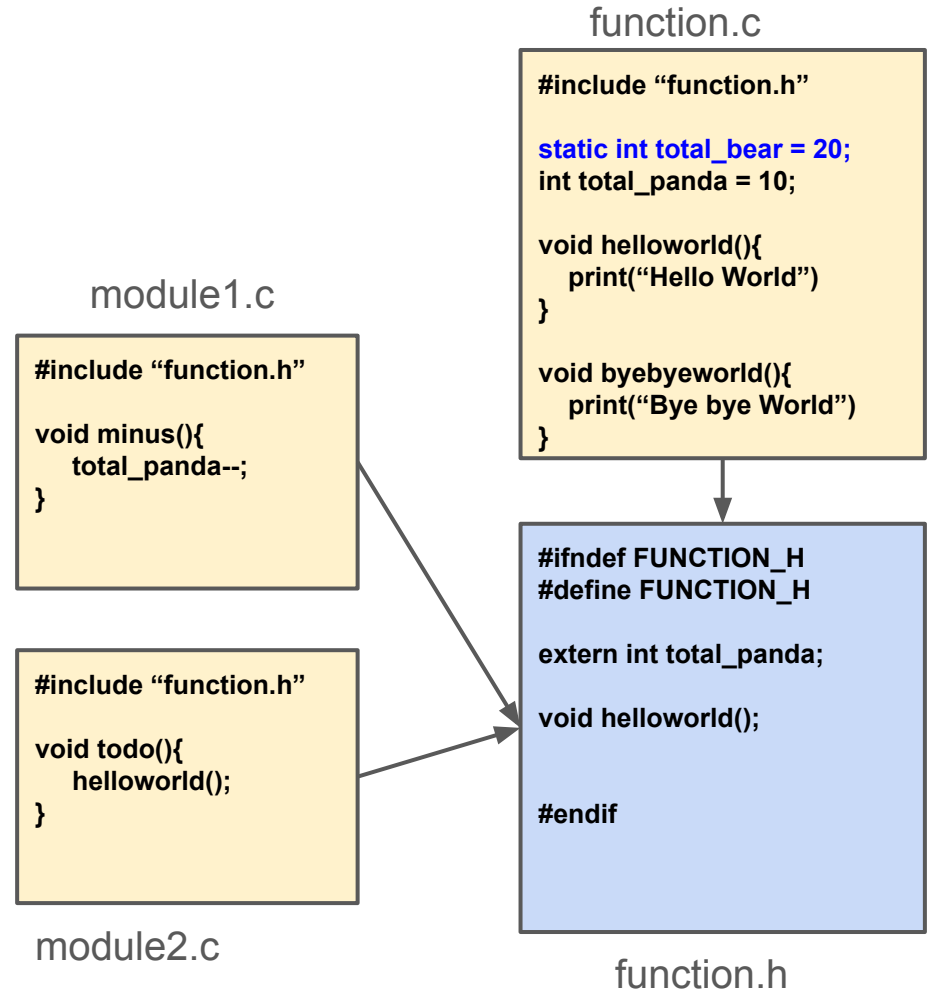 function.c
#include “function.h”
static int total_bear = 20;
int total_panda = 10;
void helloworld(){
print(“Hello World”)
}
void byebyeworld(){
print(“Bye bye World”)
}
module1.c
#include “function.h”
void minus(){
total_panda--;
}
#ifndef FUNCTION_H
#define FUNCTION_H
extern int total_panda;
void helloworld();
#endif
function.h
#include “function.h”
void todo(){
helloworld();
}
module2.c